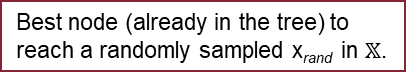 Best node (already in the tree) to
reach a randomly sampled x_rand in 𝕏.